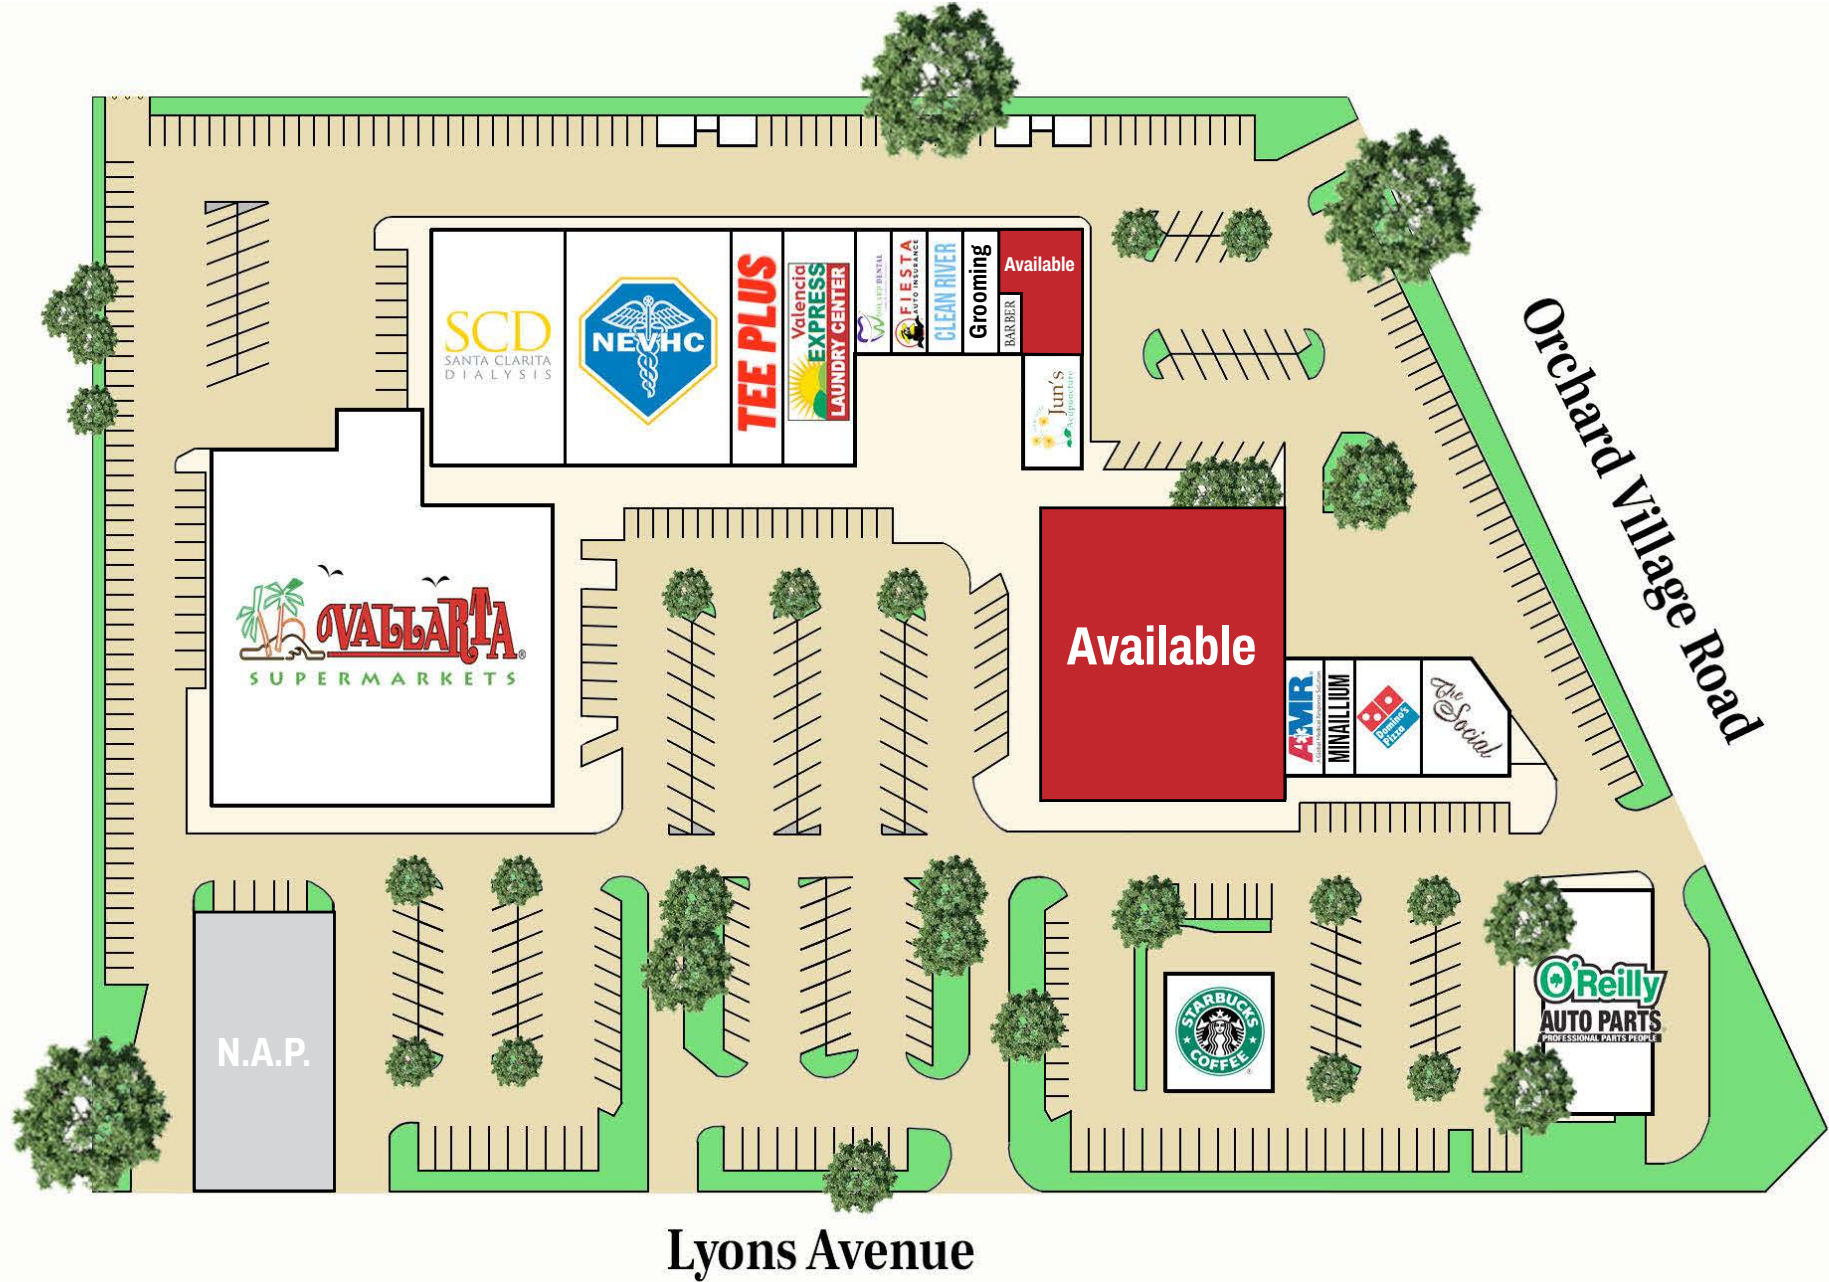 SCD
SANTA CLARITA
DIALYSIS
NEVHC
TEE PLUS
Valencia
EXPRESS
LAUNDRY CENTER
DENTAL
FIESTA
AUTO INSURANCE
CLEAN RIVER
Grooming
Available
BARBER
Jun's
Acupuncture
Orchard Village Road
VALLARTA®
SUPERMARKETS
Available
AMR
MINAILLIUM
Domino's
Pizza
The
Social
N.A.P.
STARBUCKS
COFFEE
®
O'Reilly
AUTO PARTS
PROFESSIONAL PARTS PEOPLE
Lyons Avenue